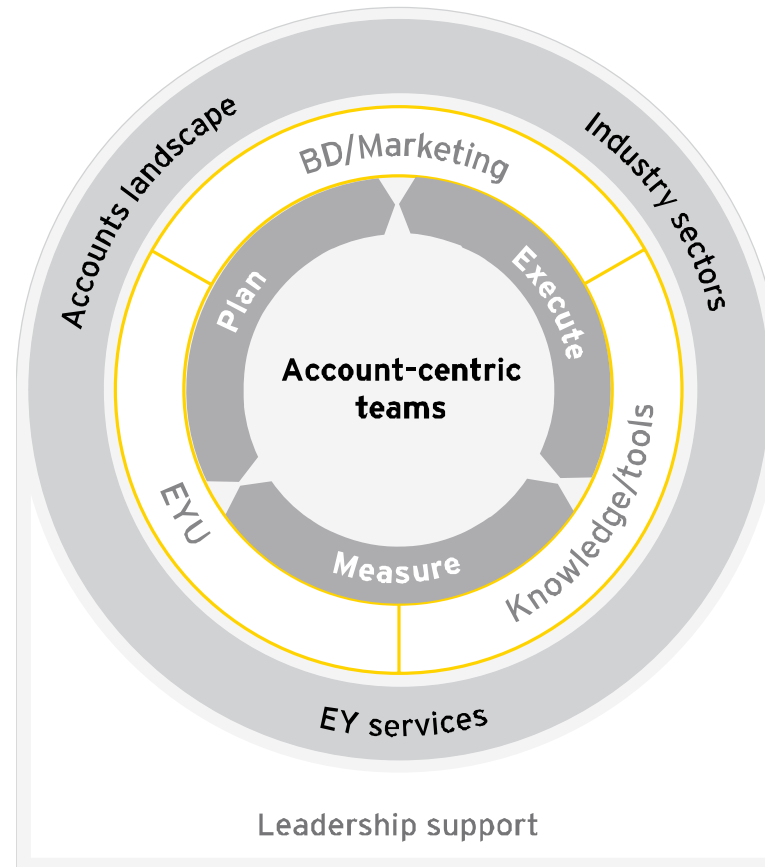 Accounts landscape
Industry sectors
BD/Marketing
Plan
Execute
Account-centric
teams
EYU
Knowledge/tools
Measure
EY services
Leadership support